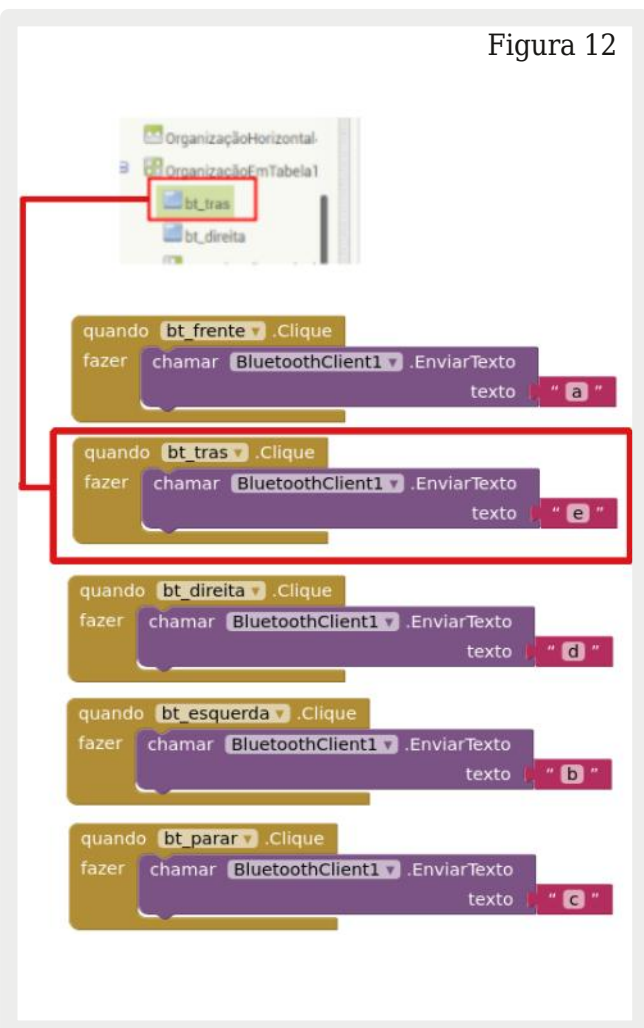 Figura 12
OrganizaçãoHorizontal
OrganizaçãoEmTabela1
bt_tras
bt_direita
quando bt_frente .Clique
fazer chamar BluetoothClient1 .EnviarTexto
texto " a "
quando bt_tras .Clique
fazer chamar BluetoothClient1 .EnviarTexto
texto " e "
quando bt_direita .Clique
fazer chamar BluetoothClient1 .EnviarTexto
texto " d "
quando bt_esquerda .Clique
fazer chamar BluetoothClient1 .EnviarTexto
texto " b "
quando bt_parar .Clique
fazer chamar BluetoothClient1 .EnviarTexto
texto " c "